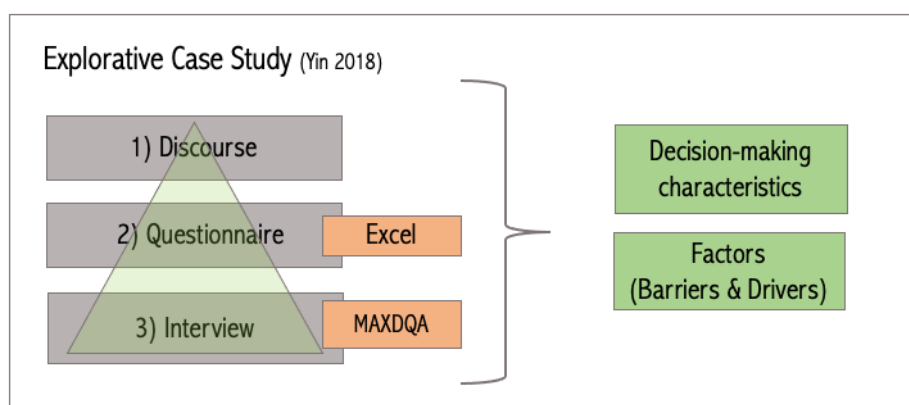 Explorative Case Study (Yin 2018)
1) Discourse
2) Questionnaire
Excel
3) Interview
MAXDQA
Decision-making
characteristics
Factors
(Barriers & Drivers)